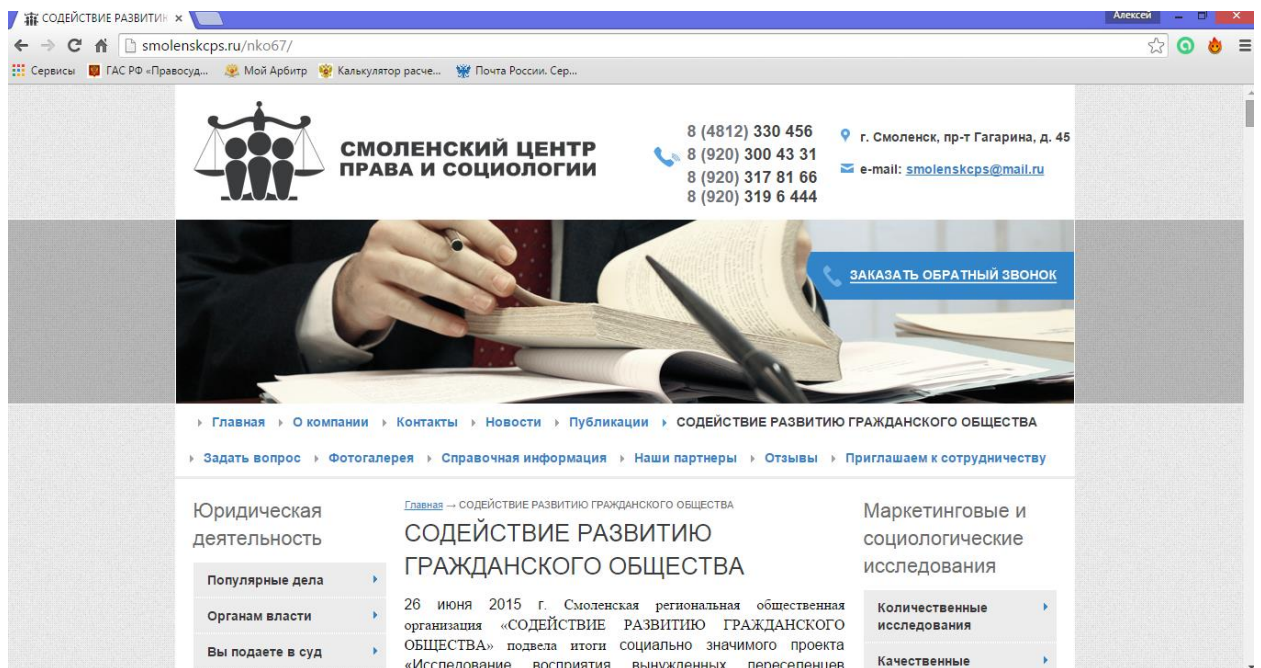 СОДЕЙСТВИЕ РАЗВИТИЮ
Алексей
smolenskcps.ru/nko67/
Сервисы ГАС РФ «Правосуд... Мой Арбитр Калькулятор расче... Почта России. Сер...
СМОЛЕНСКИЙ ЦЕНТР
ПРАВА И СОЦИОЛОГИИ
8 (4812) 330 456
8 (920) 300 43 31
8 (920) 317 81 66
8 (920) 319 6 444
г. Смоленск, пр-т Гагарина, д. 45
e-mail: smolenskcps@mail.ru
ЗАКАЗАТЬ ОБРАТНЫЙ ЗВОНОК
Главная О компании Контакты Новости Публикации СОДЕЙСТВИЕ РАЗВИТИЮ ГРАЖДАНСКОГО ОБЩЕСТВА
Задать вопрос Фотогалерея Справочная информация Наши партнеры Отзывы Приглашаем к сотрудничеству
Юридическая
деятельность
Популярные дела
Органам власти
Вы подаете в суд
Главная → СОДЕЙСТВИЕ РАЗВИТИЮ ГРАЖДАНСКОГО ОБЩЕСТВА
СОДЕЙСТВИЕ РАЗВИТИЮ
ГРАЖДАНСКОГО ОБЩЕСТВА
26 июня 2015 г. Смоленская региональная общественная
организация «СОДЕЙСТВИЕ РАЗВИТИЮ ГРАЖДАНСКОГО
ОБЩЕСТВА» подвела итоги социально значимого проекта
«Исследование восприятия вынужденных переселенцев
Маркетинговые и
социологические
исследования
Количественные
исследования
Качественные